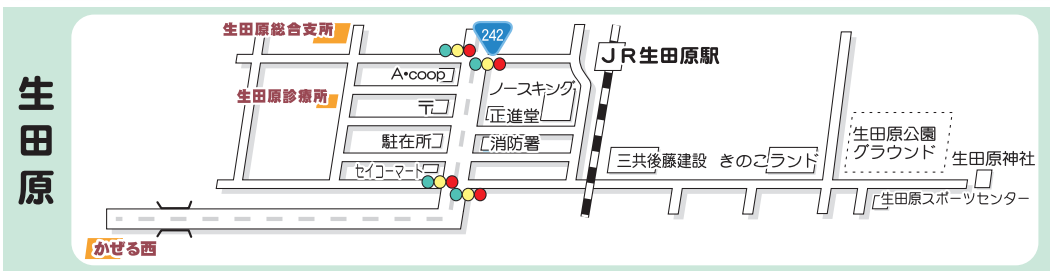 生田原
生田原総合支所
242
JR生田原駅
A・coop
ノースキング
生田原診療所
〒
正進堂
駐在所
消防署
生田原公園
グラウンド
セイコーマート
三共後藤建設
きのこランド
生田原神社
生田原スポーツセンター
かぜる西